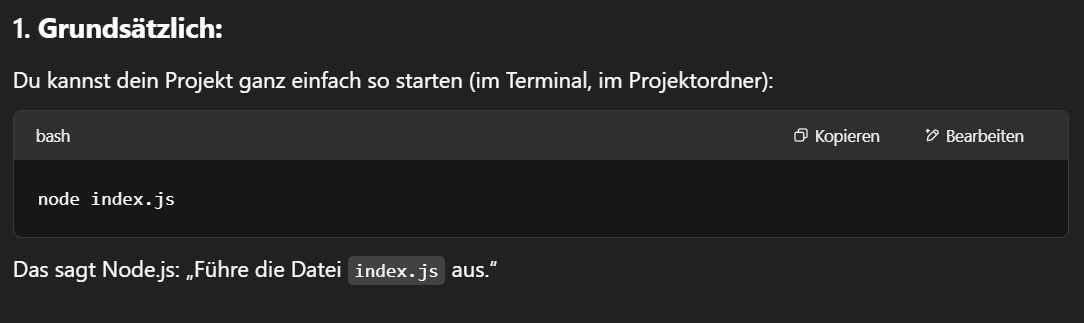 1. Grundsätzlich:
Du kannst dein Projekt ganz einfach so starten (im Terminal, im Projektordner):
bash Kopieren Bearbeiten
node index.js
Das sagt Node.js: „Führe die Datei index.js aus.“